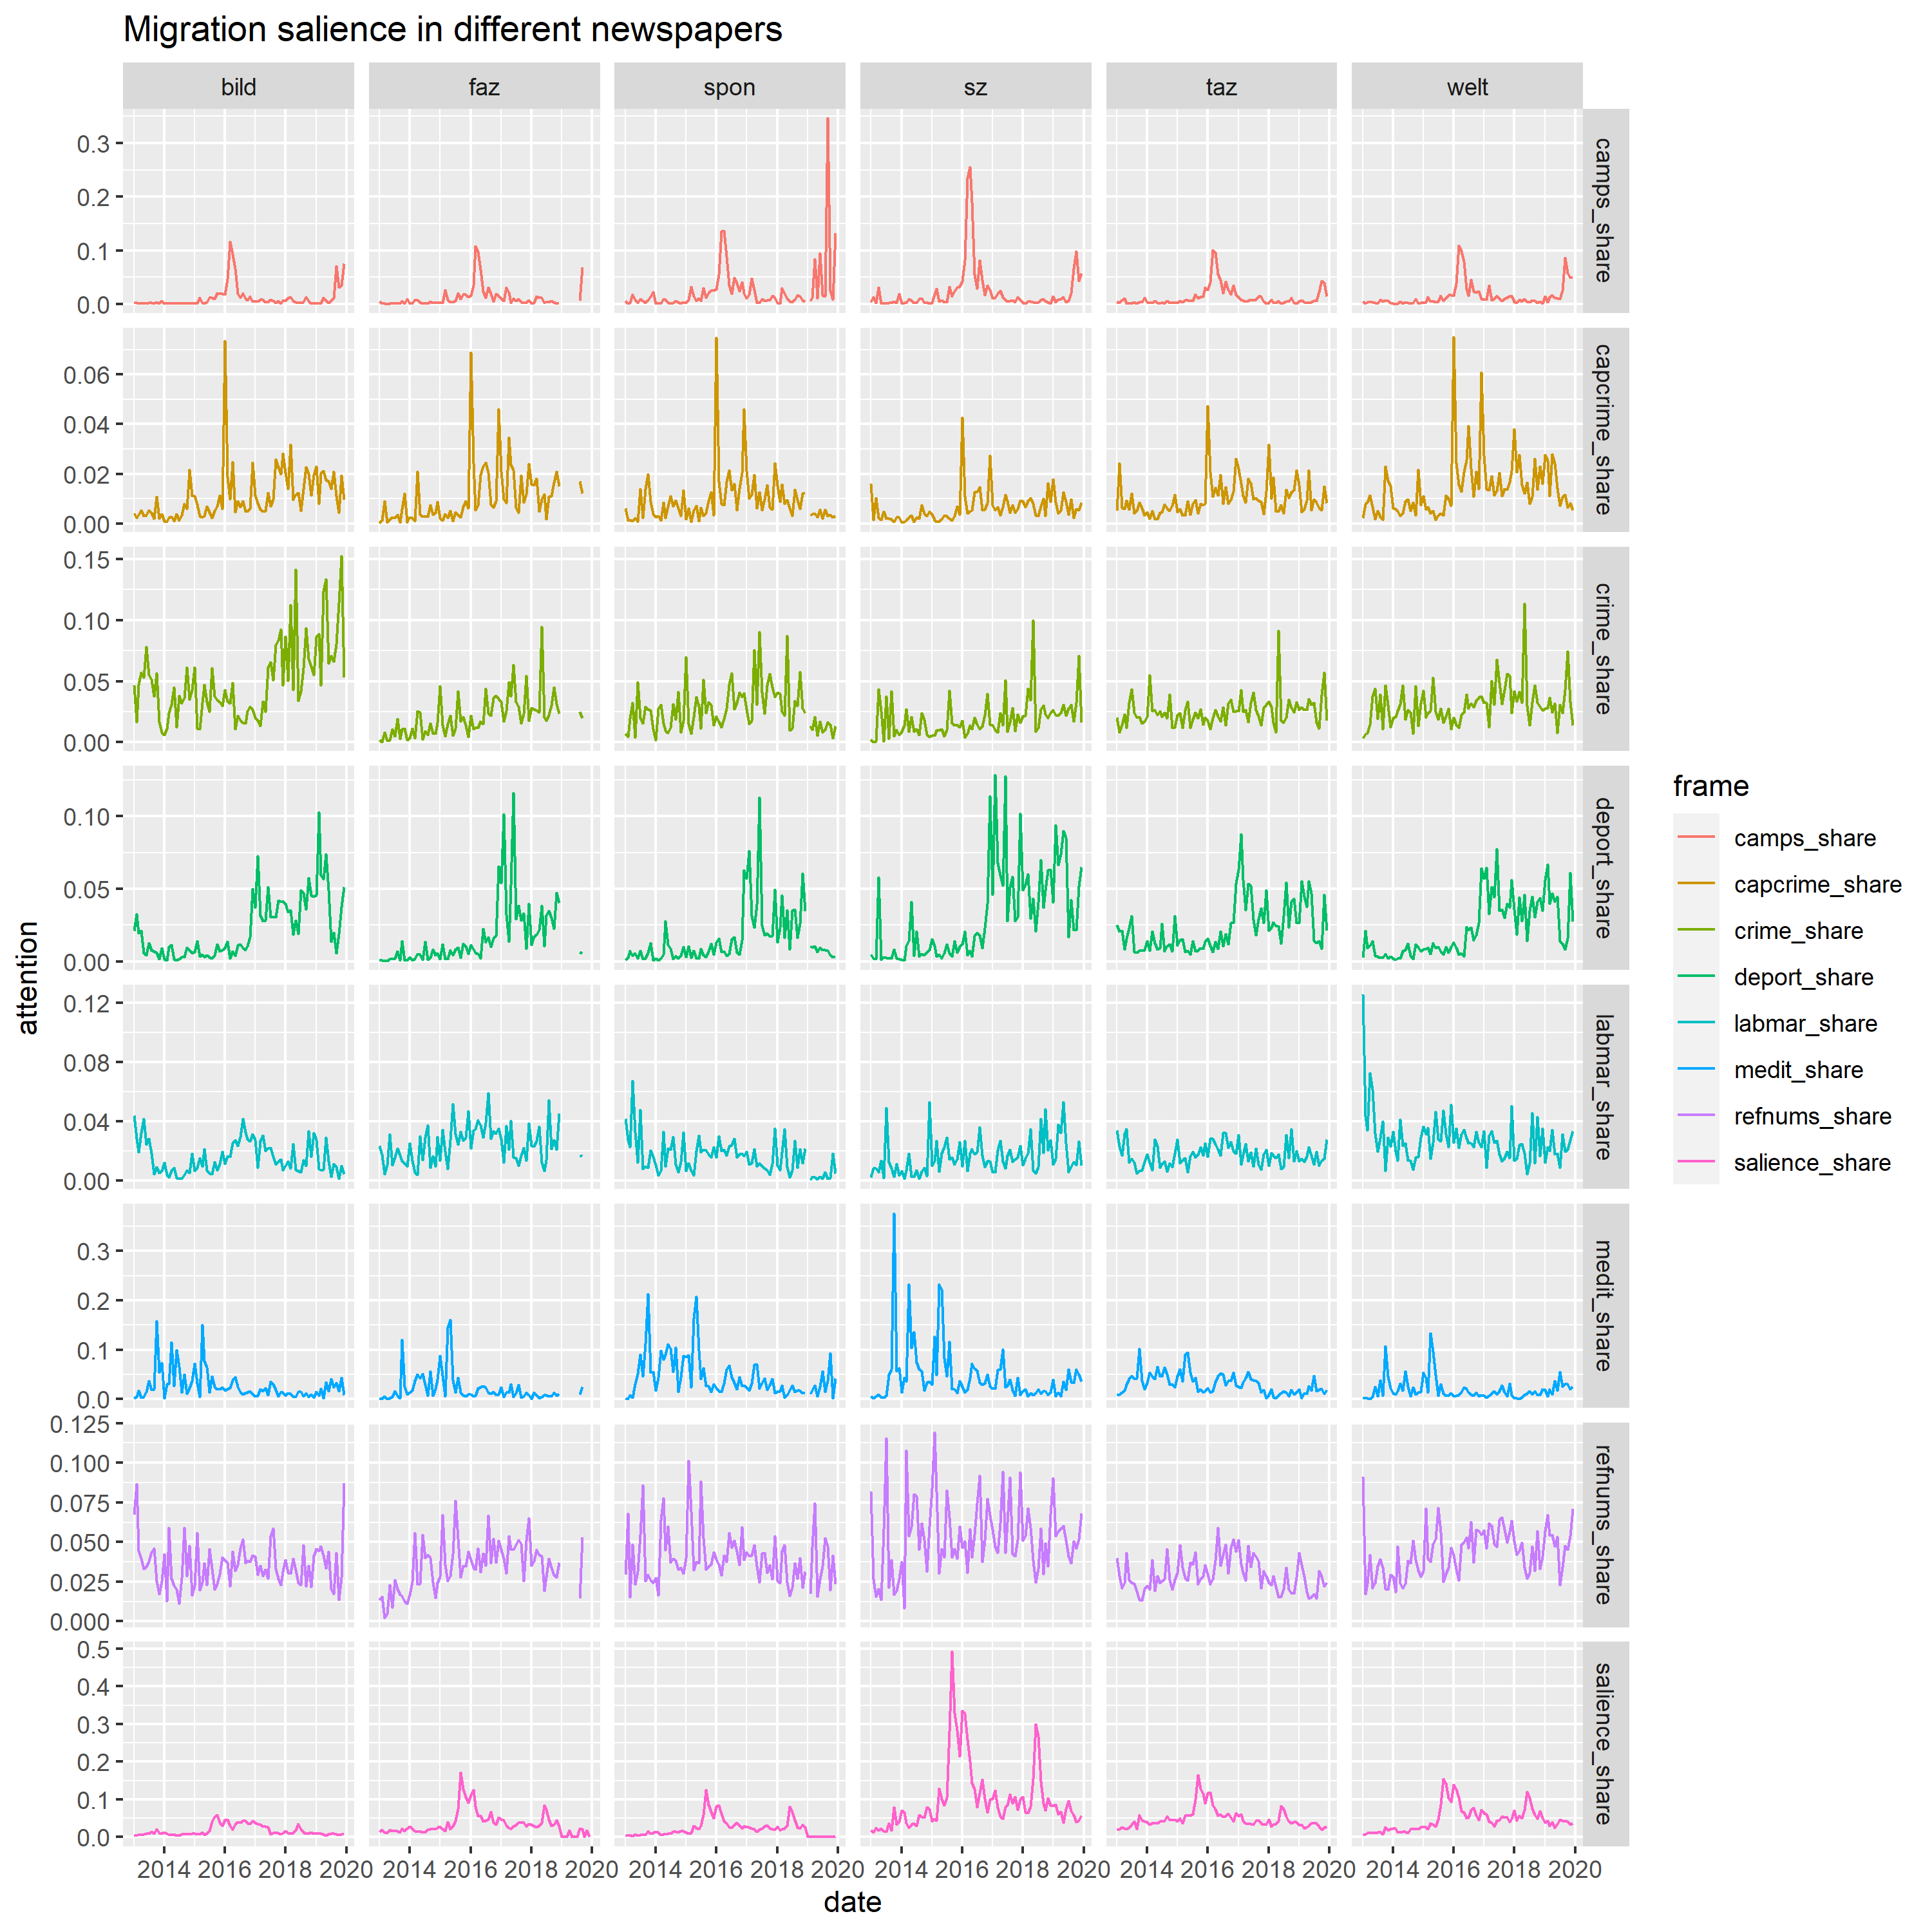 Migration salience in different newspapers
bild faz spon sz taz welt
0.3
0.2
0.1
0.0
camps_share
0.06
0.04
0.02
0.00
capcrime_share
0.15
0.10
0.05
0.00
crime_share
0.10
0.05
0.00
deport_share
0.12
0.08
0.04
0.00
labmar_share
0.3
0.2
0.1
0.0
medit_share
0.125
0.100
0.075
0.050
0.025
0.000
refnums_share
0.5
0.4
0.3
0.2
0.1
0.0
salience_share
2014 2016 2018 2020 2014 2016 2018 2020 2014 2016 2018 2020 2014 2016 2018 2020 2014 2016 2018 2020 2014 2016 2018 2020
date
attention
frame
camps_share
capcrime_share
crime_share
deport_share
labmar_share
medit_share
refnums_share
salience_share